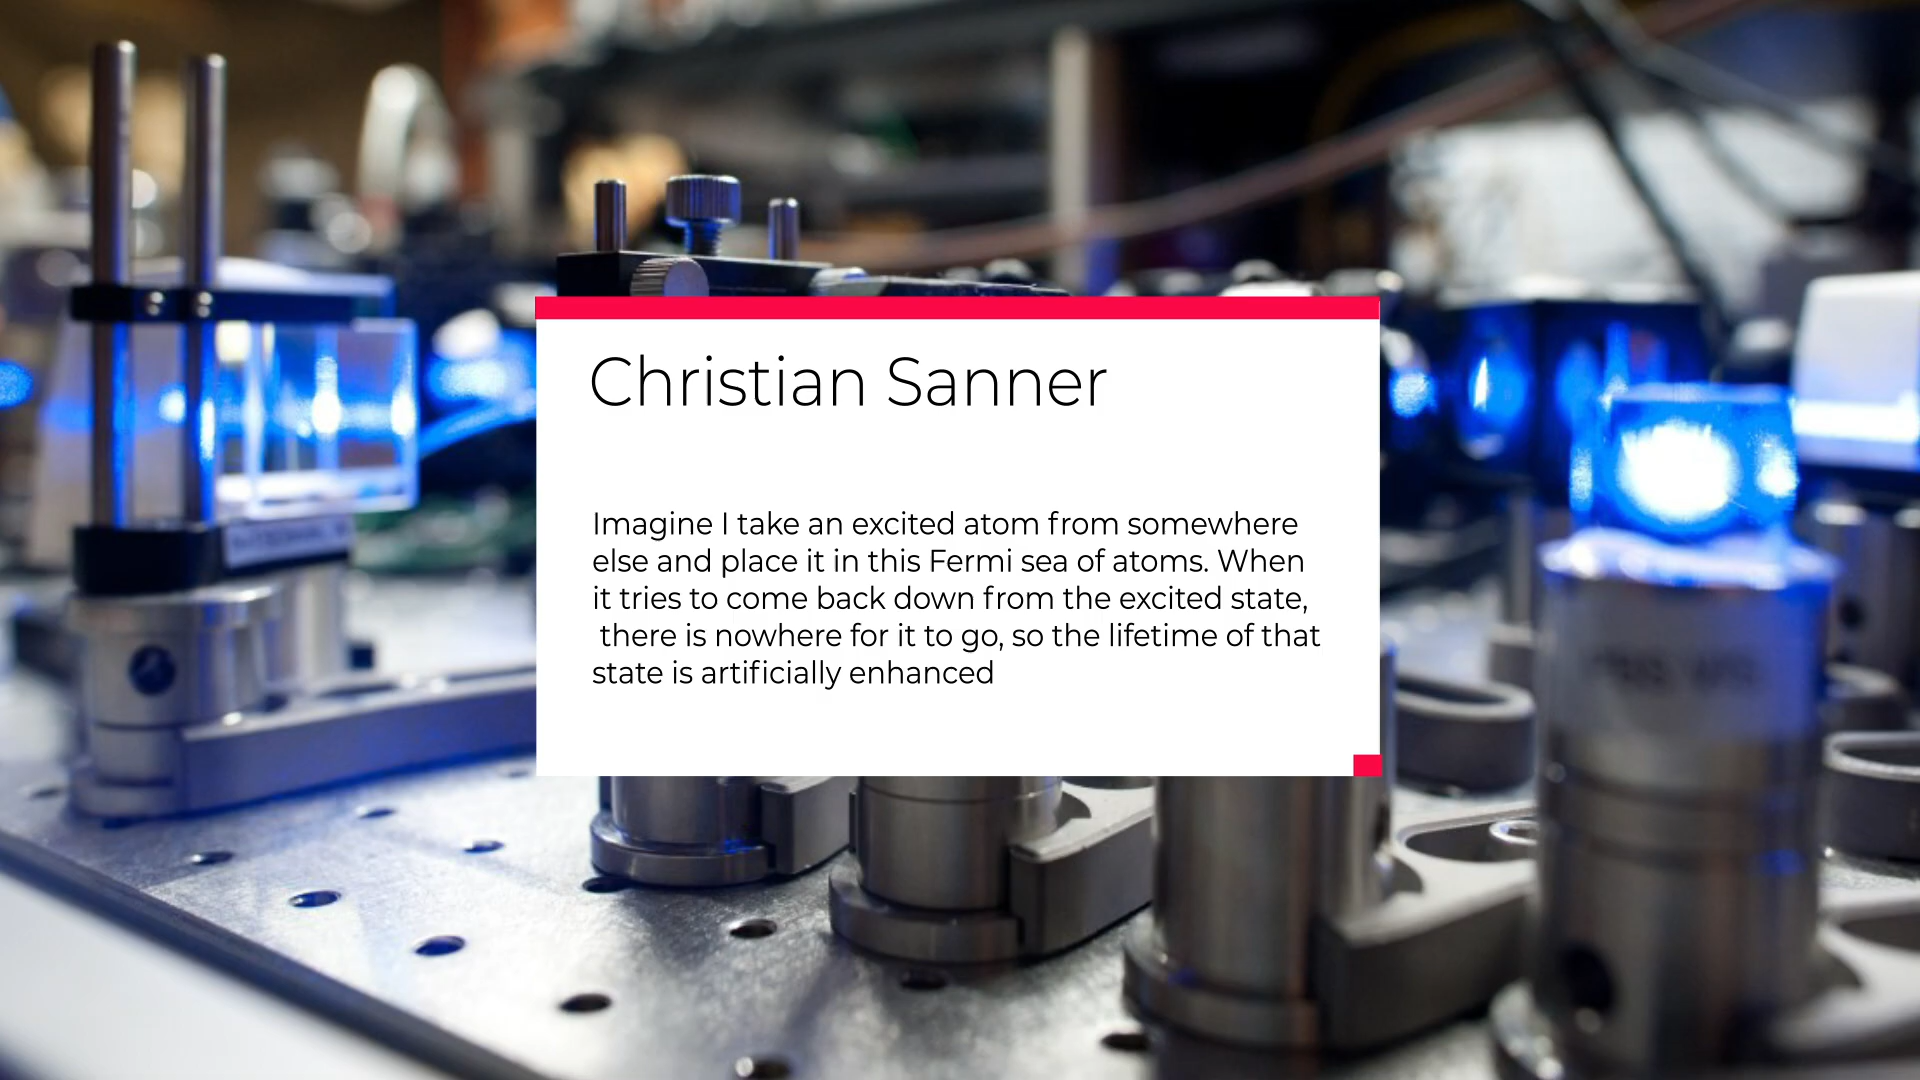 Christian Sanner
Imagine I take an excited atom from somewhere
else and place it in this Fermi sea of atoms. When
it tries to come back down from the excited state,
there is nowhere for it to go, so the lifetime of that
state is artificially enhanced